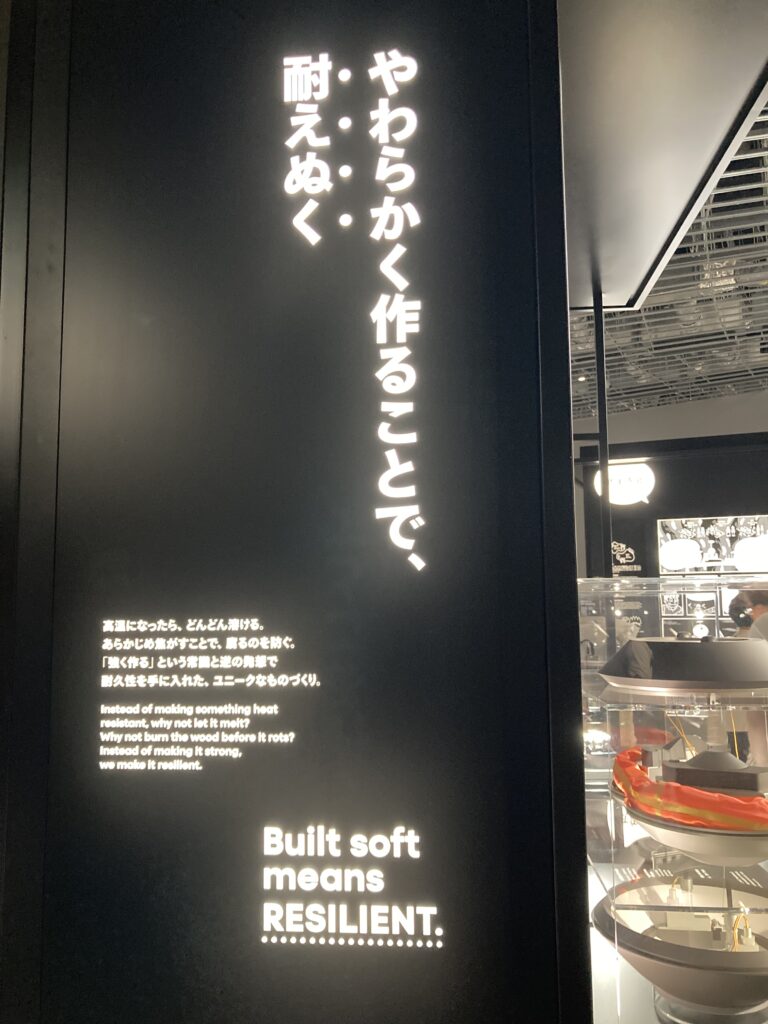 やわらかく作ることで、
耐えぬく
高温になったら、どんどん溶ける。
あらかじめ焦がすことで、腐るのを防ぐ。
「強く作る」という常識と逆の発想で
耐久性を手に入れた、ユニークなものづくり。
Instead of making something heat
resistant, why not let it melt?
Why not burn the wood before it rots?
Instead of making it strong,
we make it resilient.
Built soft
means
RESILIENT.